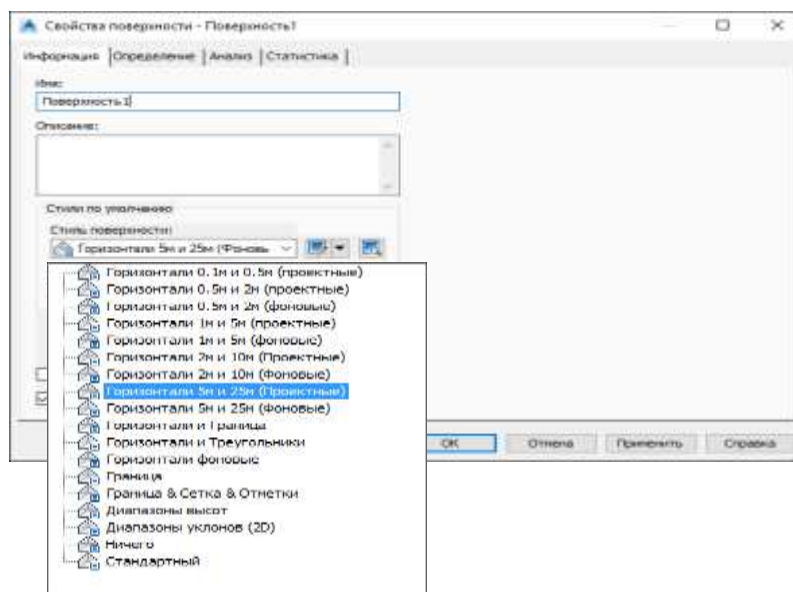 Свойства поверхности - Поверхность1
Информация Определение Анализ Статистика
Имя:
Поверхность1
Описание:
Стили по умолчанию
Стиль поверхности:
Горизонтали 5м и 25м (Фоновь
Горизонтали 0.1м и 0.5м (проектные)
Горизонтали 0.5м и 2м (проектные)
Горизонтали 0.5м и 2м (фоновые)
Горизонтали 1м и 5м (проектные)
Горизонтали 1м и 5м (фоновые)
Горизонтали 2м и 10м (Проектные)
Горизонтали 2м и 10м (Фоновые)
Горизонтали 5м и 25м (Проектные)
Горизонтали 5м и 25м (Фоновые)
Горизонтали и Граница
Горизонтали и Треугольники
Горизонтали фоновые
Граница
Граница & Сетка & Отметки
Диапазоны высот
Диапазоны уклонов (2D)
Ничего
Стандартный
ОК Отмена Применить Справка